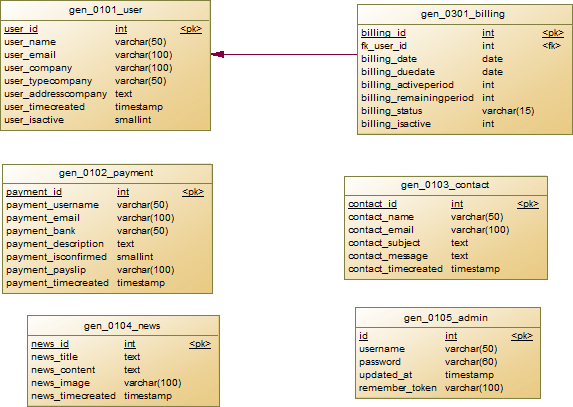 gen_0101_user
user_id int <pk>
user_name varchar(50)
user_email varchar(100)
user_company varchar(100)
user_typecompany varchar(50)
user_addresscompany text
user_timecreated timestamp
user_isactive smallint
gen_0301_billing
billing_id int <pk>
fk_user_id int <fk>
billing_date date
billing_duedate date
billing_activeperiod int
billing_remainingperiod int
billing_status varchar(15)
billing_isactive int
gen_0102_payment
payment_id int <pk>
payment_username varchar(50)
payment_email varchar(100)
payment_bank varchar(50)
payment_description text
payment_isconfirmed smallint
payment_payslip varchar(100)
payment_timecreated timestamp
gen_0103_contact
contact_id int <pk>
contact_name varchar(50)
contact_email varchar(100)
contact_subject text
contact_message text
contact_timecreated timestamp
gen_0104_news
news_id int <pk>
news_title text
news_content text
news_image varchar(100)
news_timecreated timestamp
gen_0105_admin
id int <pk>
username varchar(50)
password varchar(60)
updated_at timestamp
remember_token varchar(100)